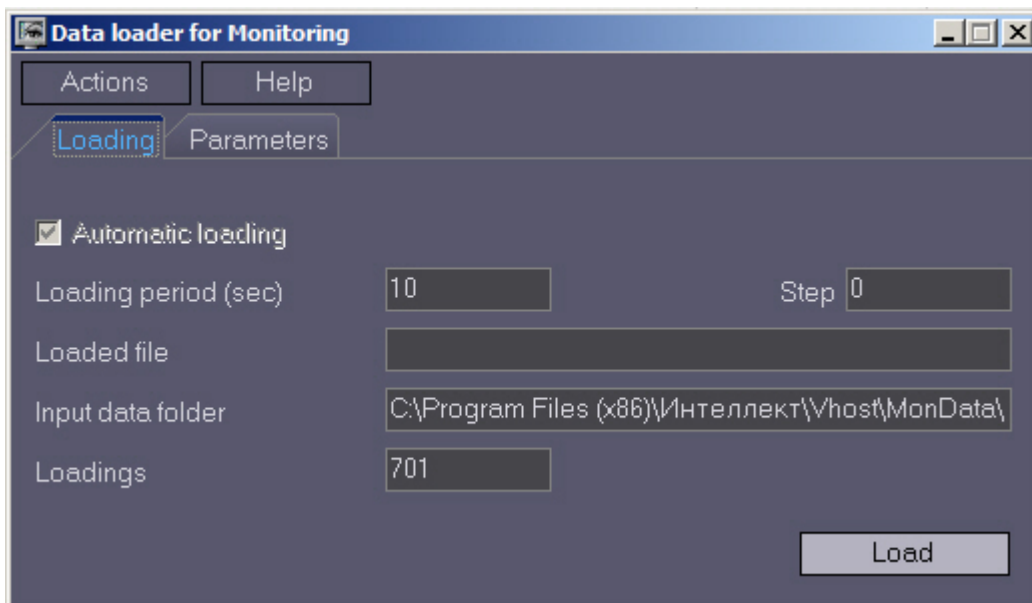 Data loader for Monitoring
Actions Help
Loading Parameters
Automatic loading
Loading period (sec) 10 Step 0
Loaded file
Input data folder C:\Program Files (x86)\Интеллект\Vhost\MonData\
Loadings 701
Load